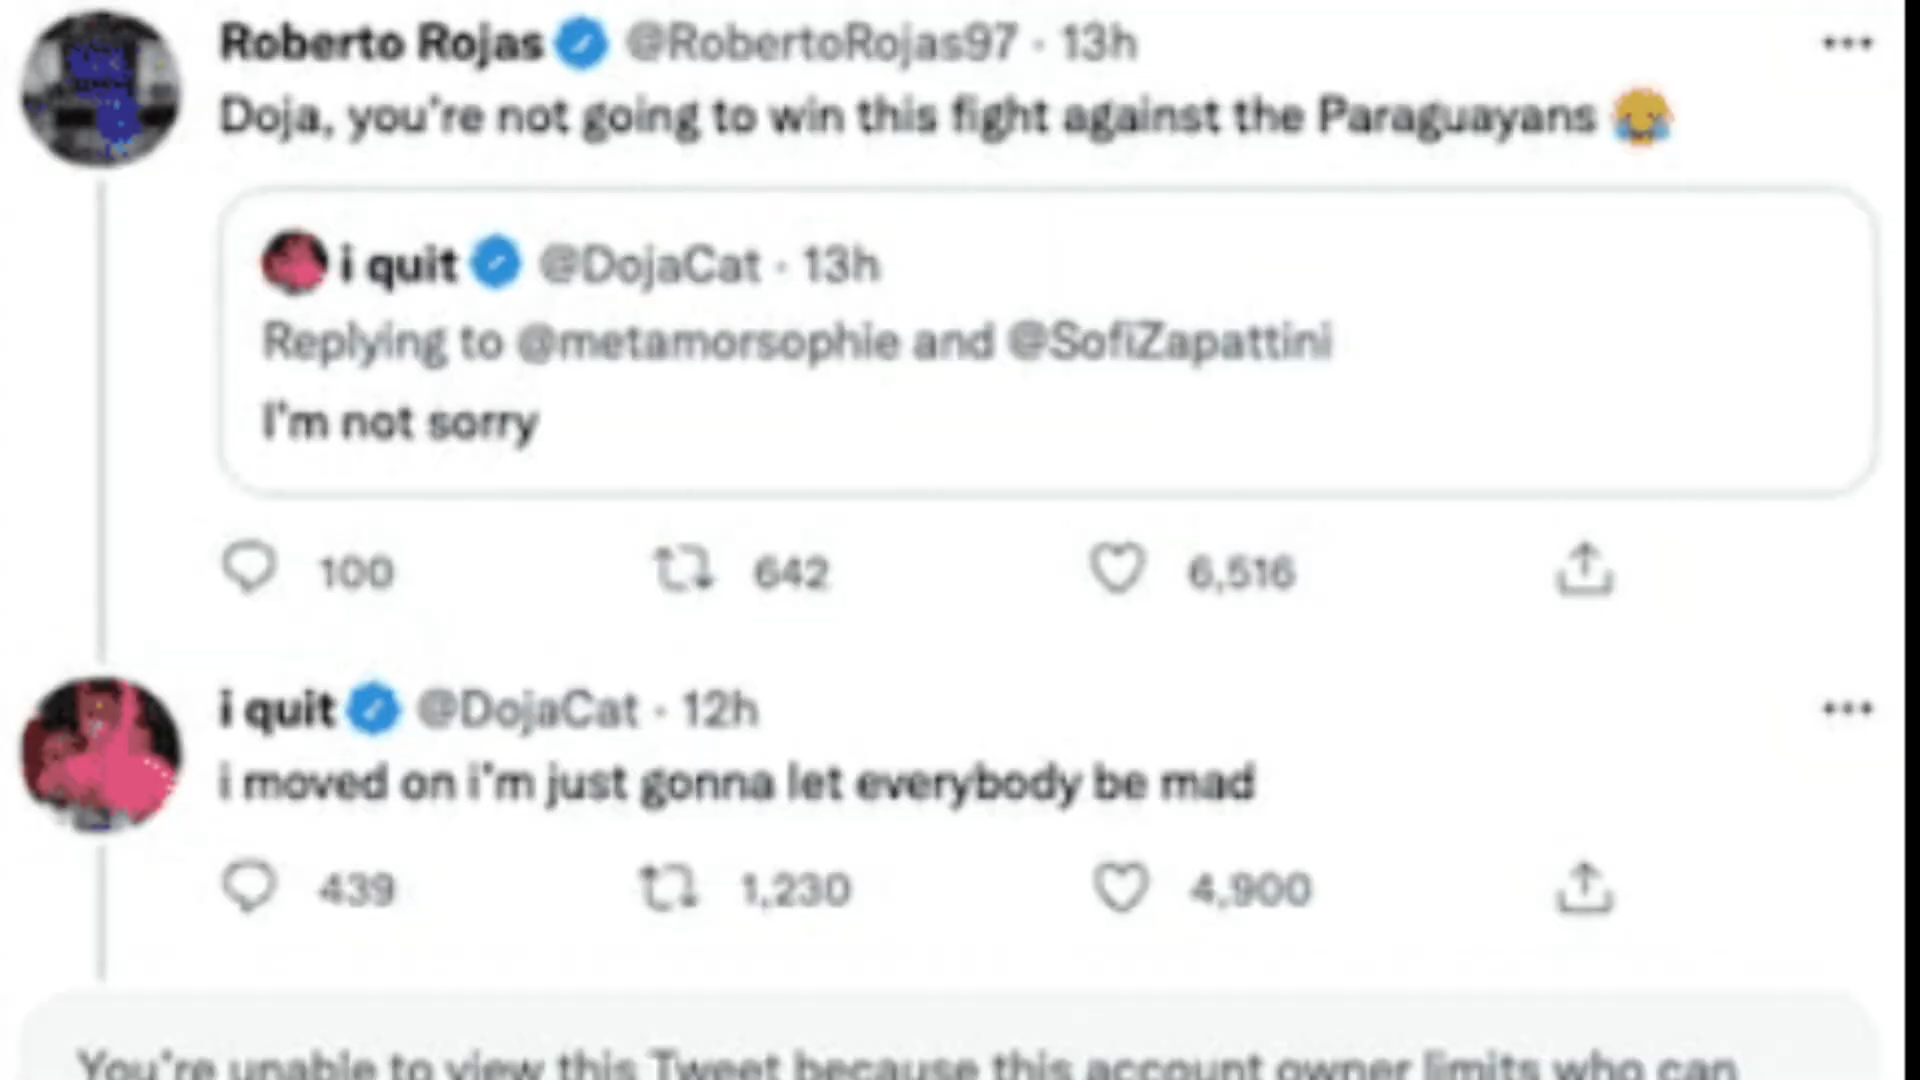 Roberto Rojas @RobertoRojas97 · 13h
Doja, you're not going to win this fight against the Paraguayans 😂
i quit @DojaCat · 13h
Replying to @metamorsophie and @SofiZapattini
I'm not sorry
100 642 6,516
i quit @DojaCat · 12h
i moved on i'm just gonna let everybody be mad
439 1,230 4,900
You're unable to view this Tweet because this account owner limits who can